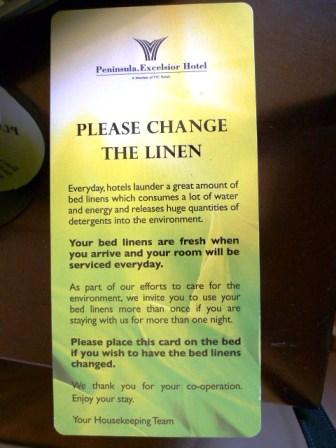 Peninsula.Excelsior Hotel
PLEASE CHANGE
THE LINEN
Everyday, hotels launder a great amount of
bed linens which consumes a lot of water
and energy and releases huge quantities of
detergents into the environment.
Your bed linens are fresh when
you arrive and your room will be
serviced everyday.
As part of our efforts to care for the
environment, we invite you to use your
bed linens more than once if you are
staying with us for more than one night.
Please place this card on the bed
if you wish to have the bed linens
changed.
We thank you for your co-operation.
Enjoy your stay.
Your Housekeeping Team